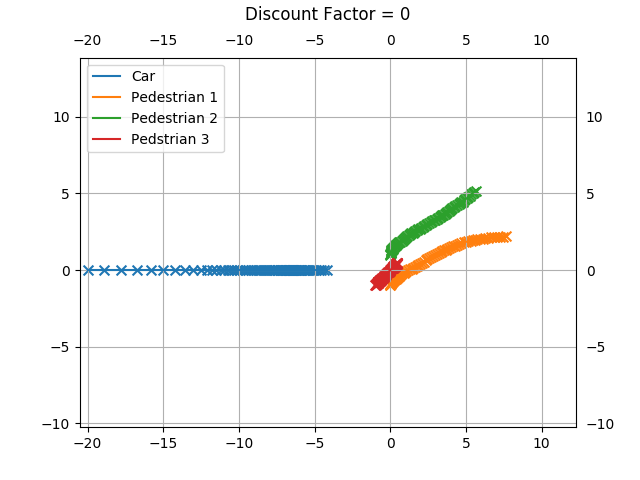 Discount Factor = 0
−20 −15 −10 −5 0 5 10
Car
Pedestrian 1
Pedestrian 2
Pedstrian 3
10 10
5 5
0 0
−5 −5
−10 −10
−20 −15 −10 −5 0 5 10